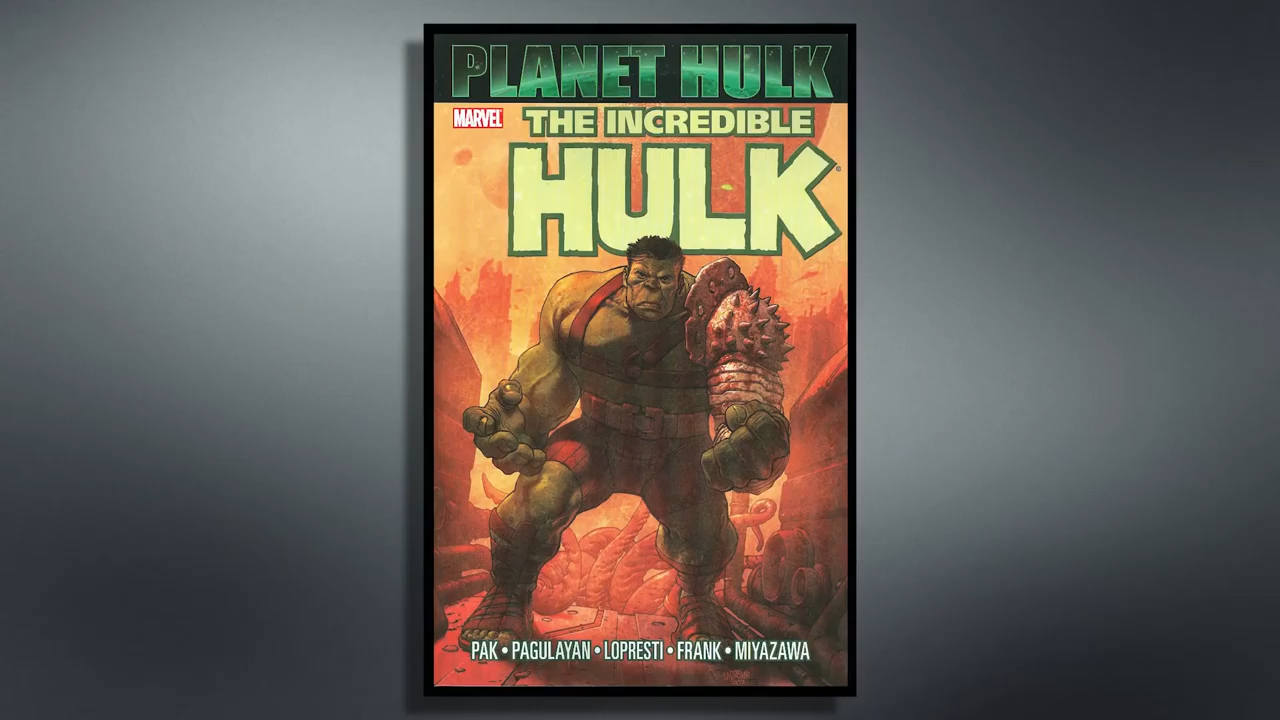 PLANET HULK
MARVEL
THE INCREDIBLE
HULK
PAK • PAGULAYAN • LOPRESTI • FRANK • MIYAZAWA